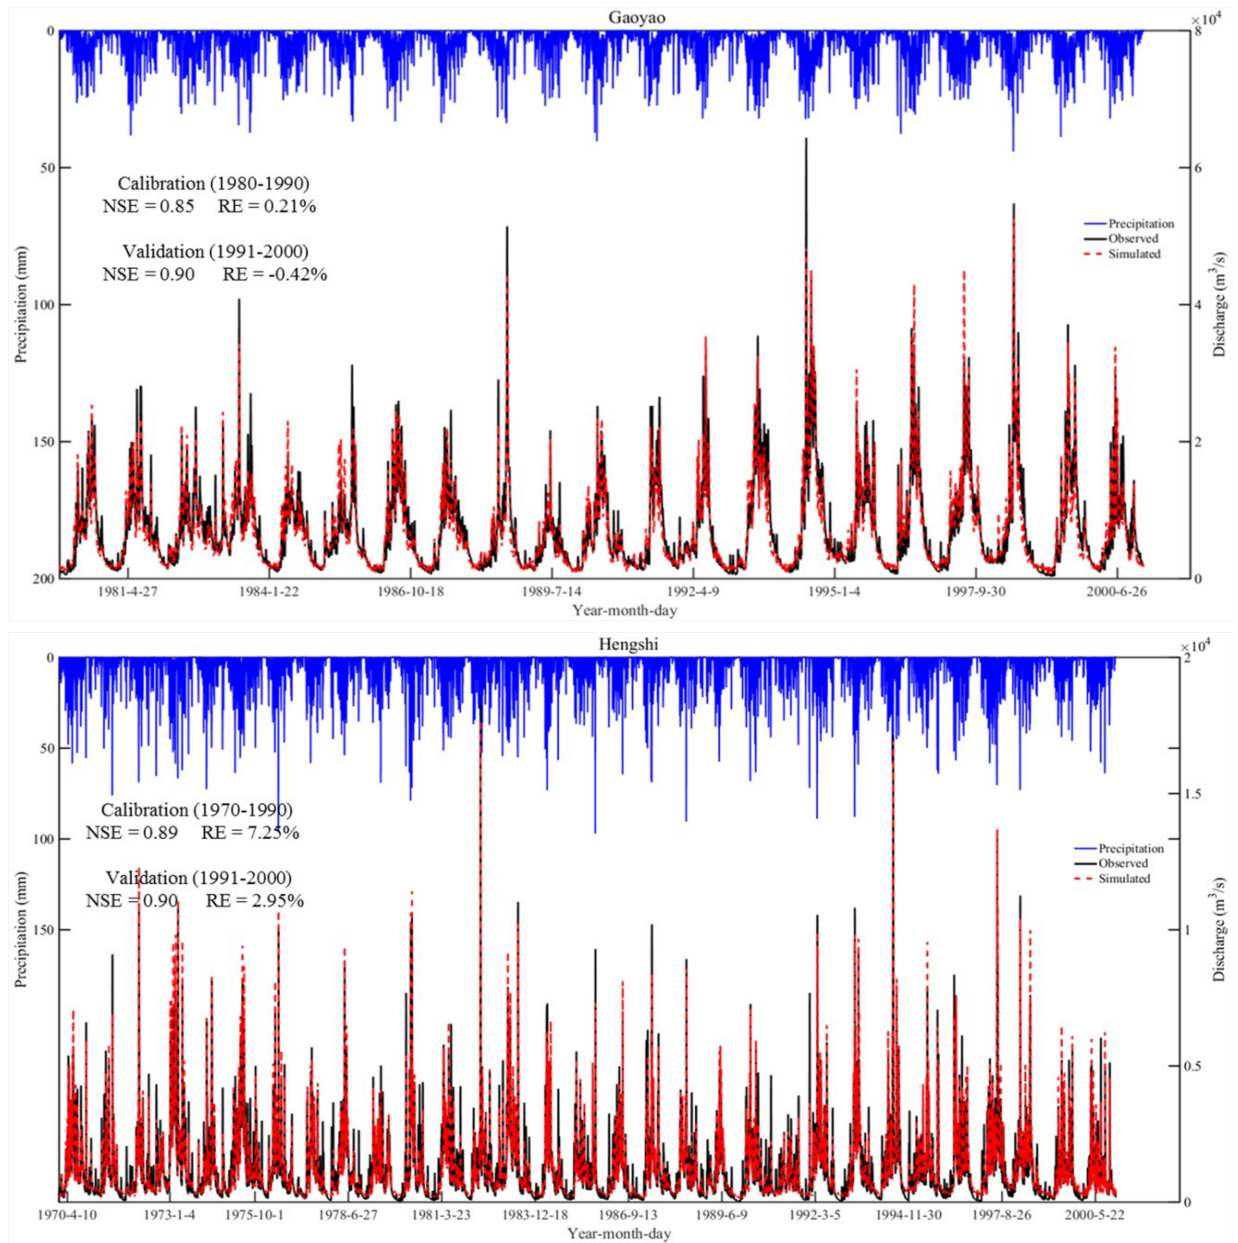 Gaoyao
×10⁴
0
8
Calibration (1980-1990)
NSE = 0.85 RE = 0.21%
Validation (1991-2000)
NSE = 0.90 RE = -0.42%
50
6
Precipitation
Observed
Simulated
Precipitation (mm)
Discharge (m³/s)
100
4
150
2
200
0
1981-4-27 1984-1-22 1986-10-18 1989-7-14 1992-4-9 1995-1-4 1997-9-30 2000-6-26
Year-month-day
Hengshi
×10⁴
0
2
50
1.5
Calibration (1970-1990)
NSE = 0.89 RE = 7.25%
Validation (1991-2000)
NSE = 0.90 RE = 2.95%
100
Precipitation
Observed
Simulated
Precipitation (mm)
Discharge (m³/s)
150
1
0.5
0
1970-4-10 1973-1-4 1975-10-1 1978-6-27 1981-3-23 1983-12-18 1986-9-13 1989-6-9 1992-3-5 1994-11-30 1997-8-26 2000-5-22
Year-month-day